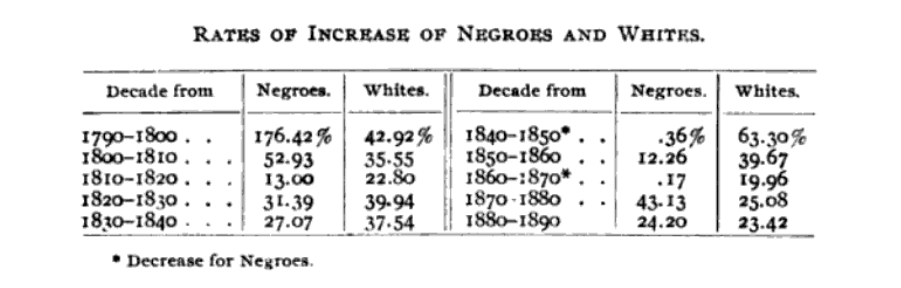 RATES OF INCREASE OF NEGROES AND WHITES.
Decade from Negroes. Whites. Decade from Negroes. Whites.
1790-1800 . . 176.42% 42.92% 1840-1850* . . .36% 63.30%
1800-1810 . . . 52.93 35.55 1850-1860 . . 12.26 39.67
1810-1820 . . . 13.00 22.80 1860-1870* . . .17 19.96
1820-1830 . . . 31.39 39.94 1870-1880 . . 43.13 25.08
1830-1840 . . . 27.07 37.54 1880-1890 24.20 23.42
* Decrease for Negroes.